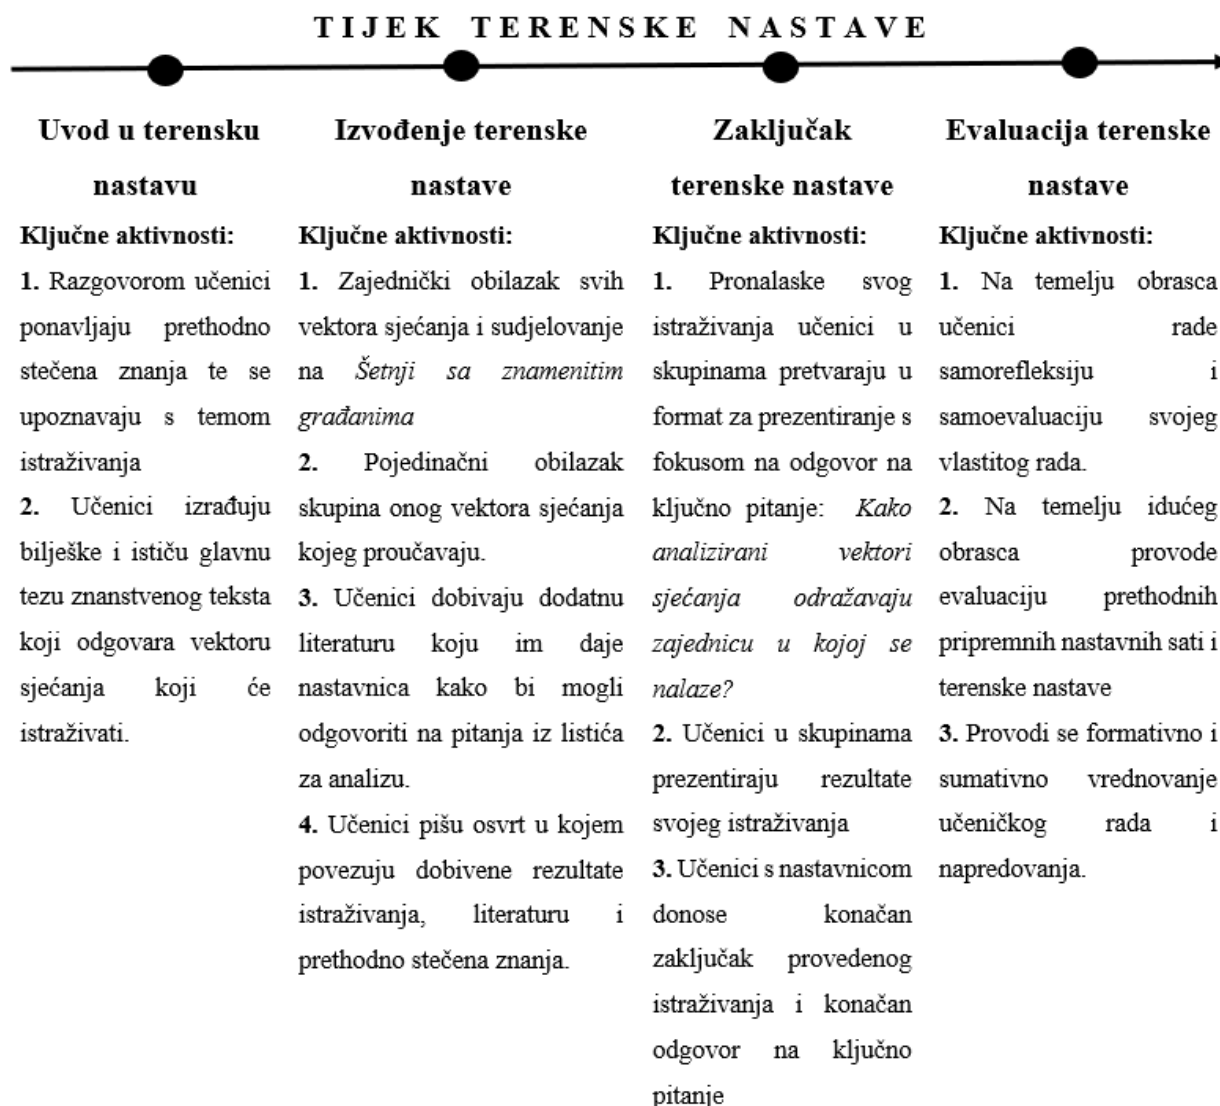 TIJEK TERENSKE NASTAVE
Uvod u terensku
nastavu
Ključne aktivnosti:
1. Razgovorom učenici
ponavljaju prethodno
stečena znanja te se
upoznavaju s temom
istraživanja
2. Učenici izrađuju
bilješke i ističu glavnu
tezu znanstvenog teksta
koji odgovara vektoru
sjećanja koji će
istraživati.
Izvođenje terenske
nastave
Ključne aktivnosti:
1. Zajednički obilazak svih
vektora sjećanja i sudjelovanje
na Šetnji sa znamenitim
građanima
2. Pojedinačni obilazak
skupina onog vektora sjećanja
kojeg proučavaju.
3. Učenici dobivaju dodatnu
literaturu koju im daje
nastavnica kako bi mogli
odgovoriti na pitanja iz listića
za analizu.
4. Učenici pišu osvrt u kojem
povezuju dobivene rezultate
istraživanja, literaturu i
prethodno stečena znanja.
Zaključak
terenske nastave
Ključne aktivnosti:
1. Pronalaske svog
istraživanja učenici u
skupinama pretvaraju u
format za prezentiranje s
fokusom na odgovor na
ključno pitanje: Kako
analizirani vektori
sjećanja odražavaju
zajednicu u kojoj se
nalaze?
2. Učenici u skupinama
prezentiraju rezultate
svojeg istraživanja
3. Učenici s nastavnicom
donose konačan
zaključak provedenog
istraživanja i konačan
odgovor na ključno
pitanje
Evaluacija terenske
nastave
Ključne aktivnosti:
1. Na temelju obrasca
učenici rade
samorefleksiju i
samoevaluaciju svojeg
vlastitog rada.
2. Na temelju idućeg
obrasca provode
evaluaciju prethodnih
pripremnih nastavnih sati i
terenske nastave
3. Provodi se formativno i
sumativno vrednovanje
učeničkog rada i
napredovanja.